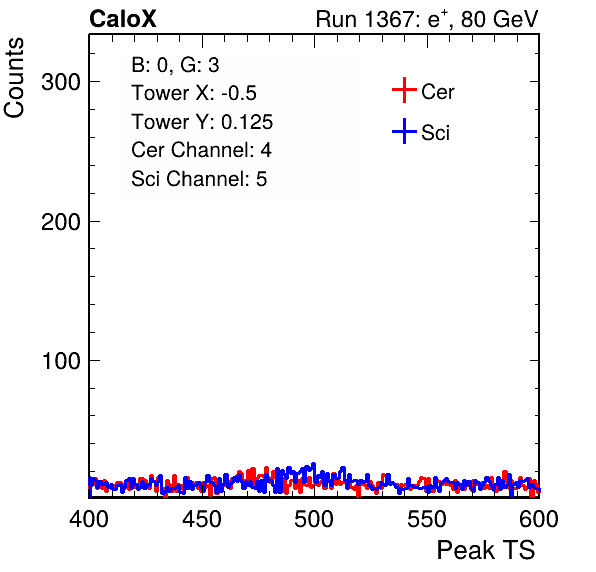 CaloX Run 1367: e⁺, 80 GeV
Counts
300
200
100
B: 0, G: 3
Tower X: -0.5
Tower Y: 0.125
Cer Channel: 4
Sci Channel: 5
Cer
Sci
400 450 500 550 600
Peak TS